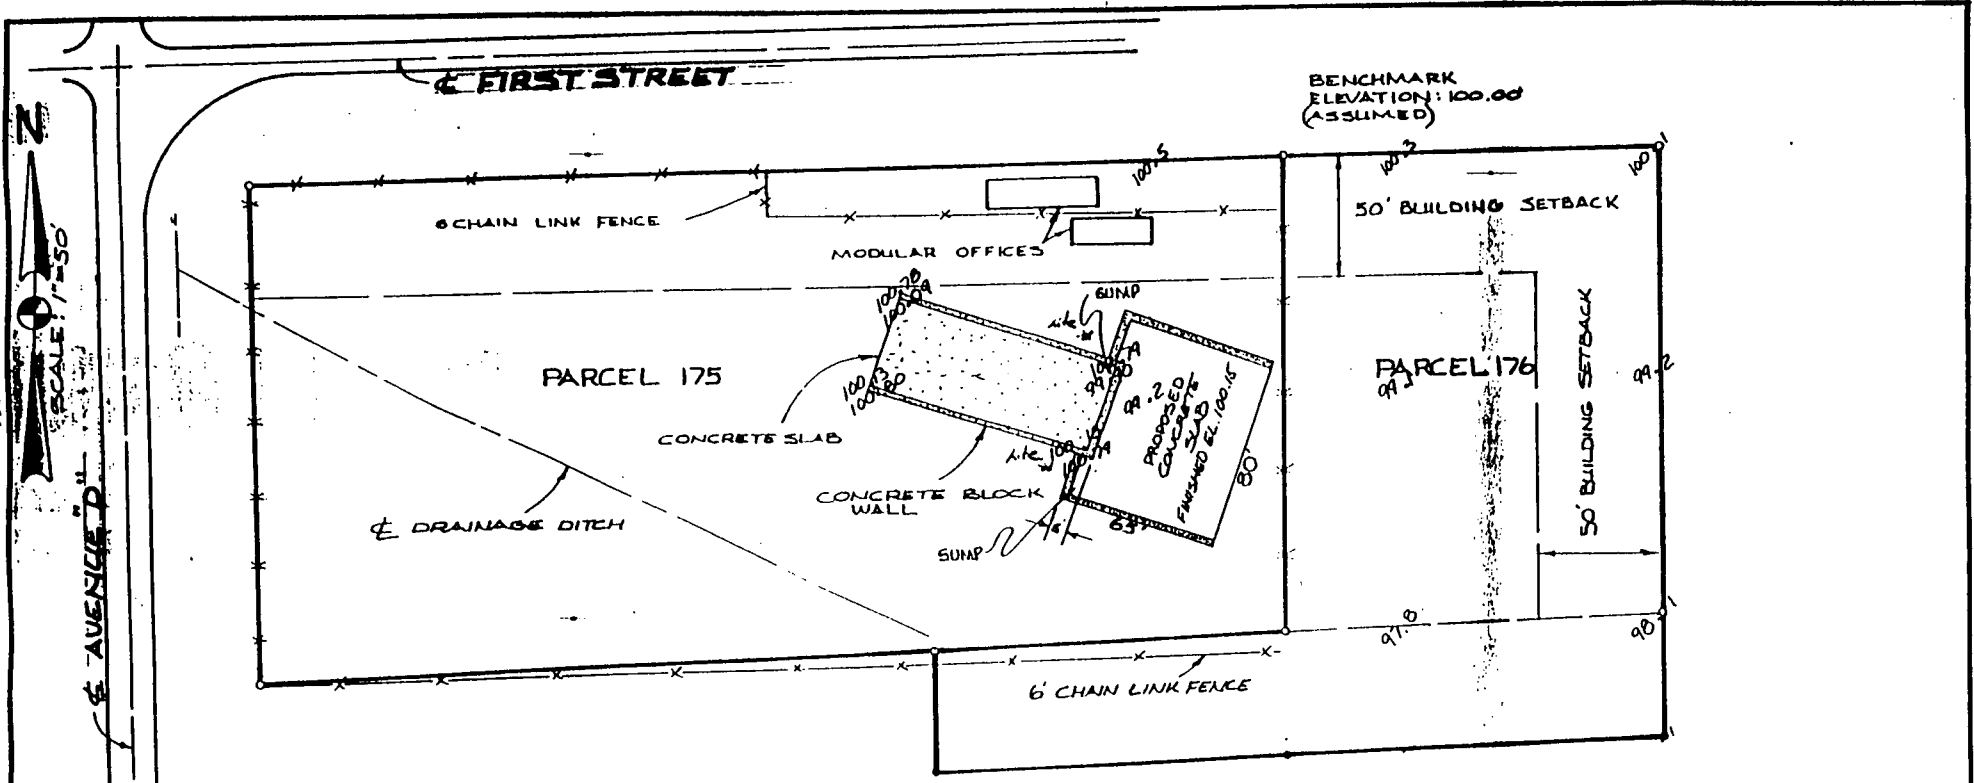 ℄ FIRST STREET
BENCHMARK
ELEVATION: 100.00
(ASSUMED)
N
SCALE: 1"=50'
100.5
100.3
100.1
6 CHAIN LINK FENCE
50' BUILDING SETBACK
MODULAR OFFICES
SUMP
100.78
PARCEL 175
PARCEL 176
99.2
99.2
50' BUILDING SETBACK
CONCRETE SLAB
PROPOSED
CONCRETE
SLAB
FINISHED EL. 100.15
80'
CONCRETE BLOCK
WALL
℄ DRAINAGE DITCH
63'
6'
SUMP
℄ AVENUE "D"
97.8
98.1
6' CHAIN LINK FENCE